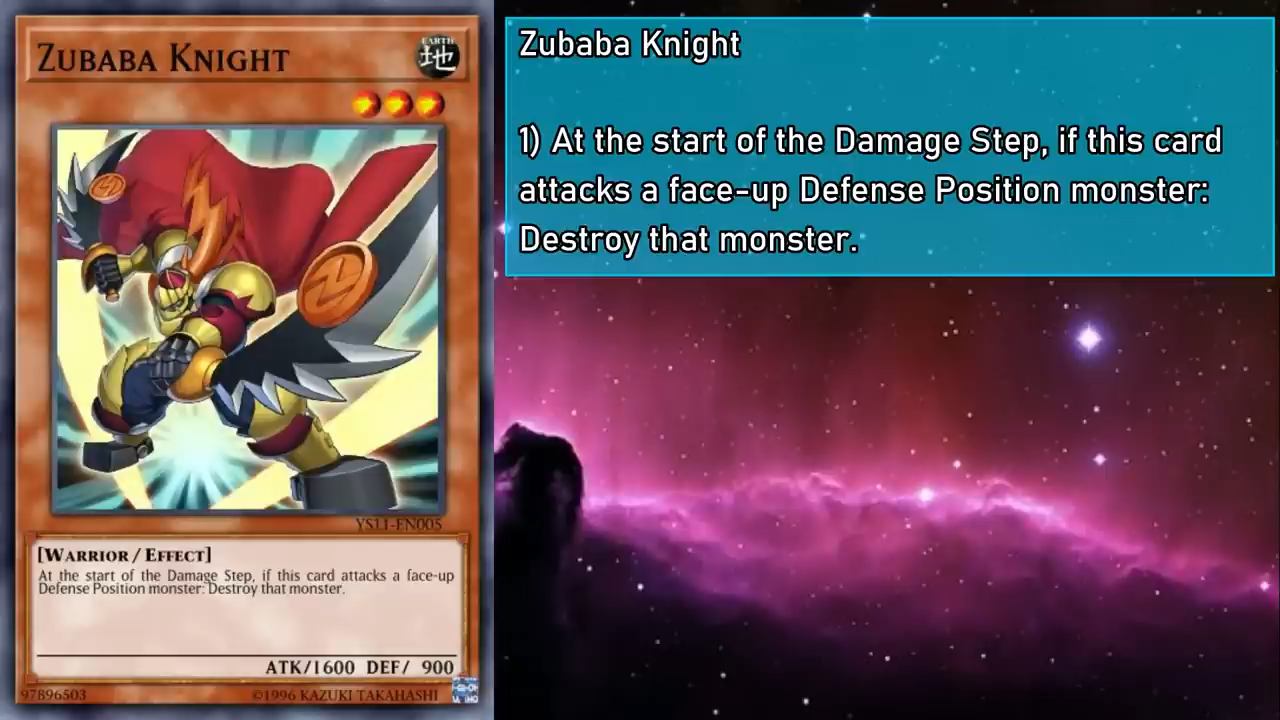 ZUBABA KNIGHT
EARTH
地
YS11-EN005
[WARRIOR / EFFECT]
At the start of the Damage Step, if this card attacks a face-up
Defense Position monster: Destroy that monster.
ATK/1600 DEF/ 900
97896503
©1996 KAZUKI TAKAHASHI
Zubaba Knight
1) At the start of the Damage Step, if this card
attacks a face-up Defense Position monster:
Destroy that monster.